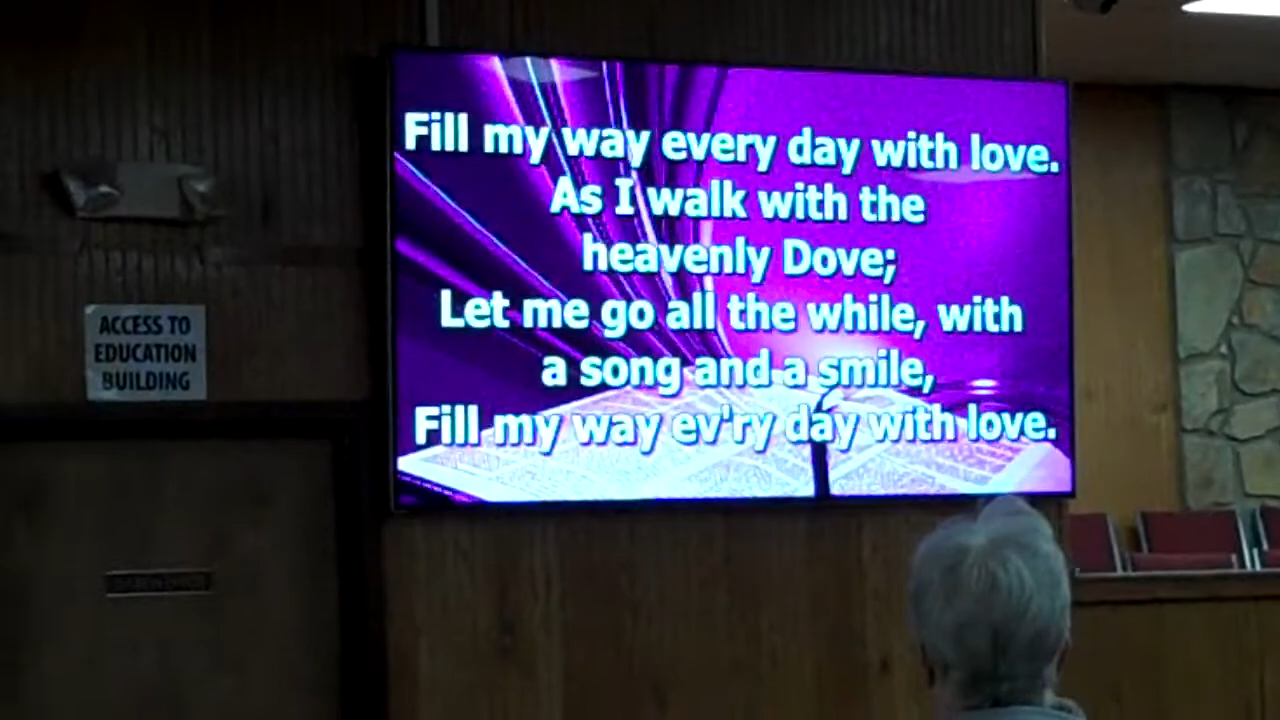 Fill my way every day with love.
As I walk with the
heavenly Dove;
Let me go all the while, with
a song and a smile,
Fill my way ev'ry day with love.
ACCESS TO
EDUCATION
BUILDING